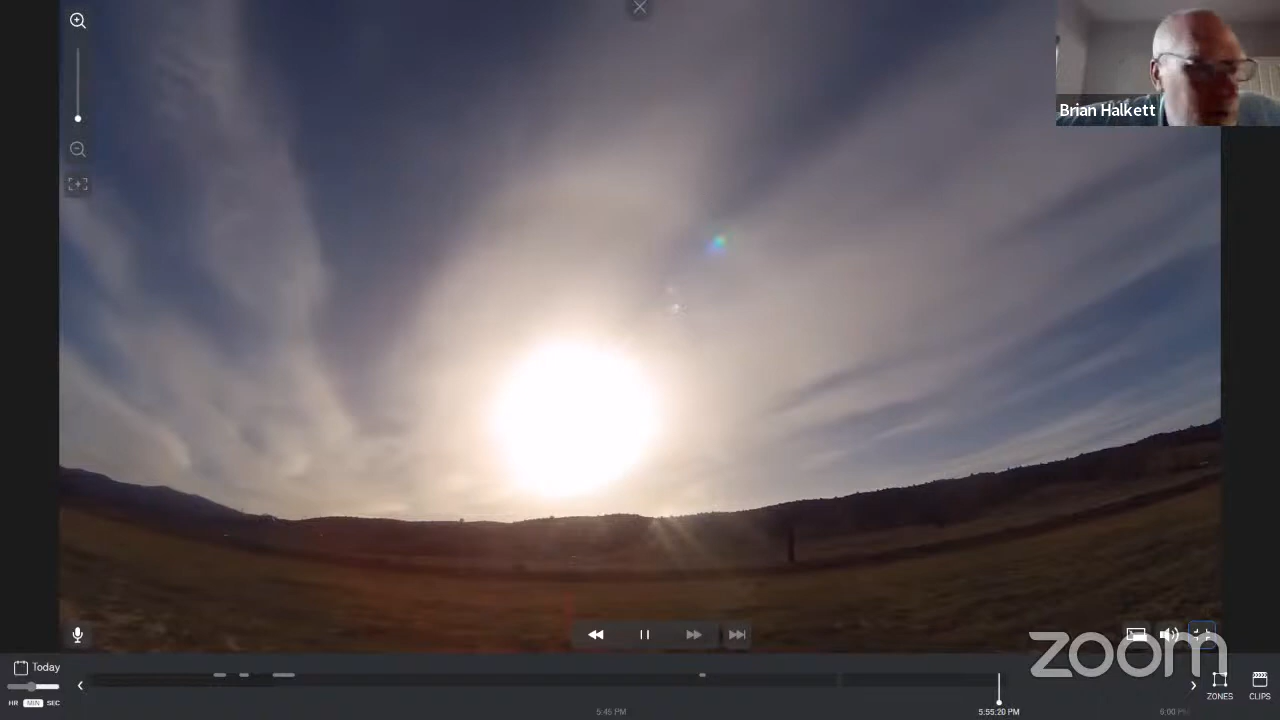 Brian Halkett
zoom
Today
HR MIN SEC
5:45 PM
5:55:20 PM
6:00 PM
ZONES
CLIPS